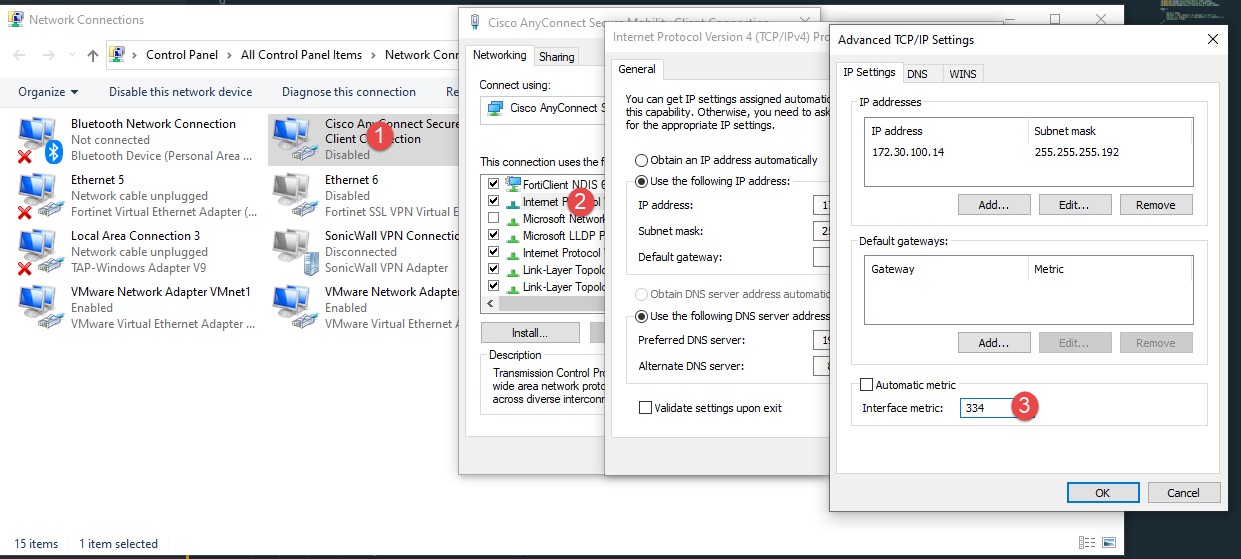 Network Connections
Control Panel
All Control Panel Items
Network Conr
Organize
Disable this network device
Diagnose this connection
Re
Bluetooth Network Connection
Not connected
Bluetooth Device (Personal Area ...
Cisco AnyConnect Secure
Client Connection
Disabled
1
Ethernet 5
Network cable unplugged
Fortinet Virtual Ethernet Adapter (...
Ethernet 6
Disabled
Fortinet SSL VPN Virtual E
Local Area Connection 3
Network cable unplugged
TAP-Windows Adapter V9
SonicWall VPN Connectio
Disconnected
SonicWall VPN Adapter
VMware Network Adapter VMnet1
Enabled
VMware Virtual Ethernet Adapter ...
VMware Network Adapter
Enabled
VMware Virtual Ethernet A
15 items
1 item selected
Cisco AnyConnect Secure Mobility Client Connection
Networking
Sharing
Connect using:
Cisco AnyConnect S
This connection uses the f
FortiClient NDIS 6
Internet P
2
Microsoft Network
Microsoft LLDP P
Internet Protocol
Link-Layer Topolo
Link-Layer Topolo
Install...
Description
Transmission Control Pro
wide area network proto
across diverse interconn
Internet Protocol Version 4 (TCP/IPv4) Pro
General
You can get IP settings assigned automatic
this capability. Otherwise, you need to ask
for the appropriate IP settings.
Obtain an IP address automatically
Use the following IP address:
IP address:
17
Subnet mask:
25
Default gateway:
Obtain DNS server address automatic
Use the following DNS server address
Preferred DNS server:
19
Alternate DNS server:
8
Validate settings upon exit
Advanced TCP/IP Settings
IP Settings
DNS
WINS
IP addresses
IP address
Subnet mask
172.30.100.14
255.255.255.192
Add...
Edit...
Remove
Default gateways:
Gateway
Metric
Add...
Edit...
Remove
Automatic metric
Interface metric:
334
3
OK
Cancel